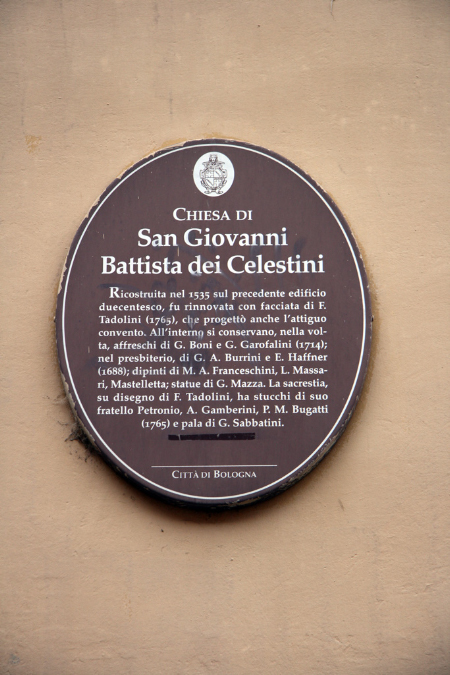 CHIESA DI
San Giovanni
Battista dei Celestini
Ricostruita nel 1535 sul precedente edificio
duecentesco, fu rinnovata con facciata di F.
Tadolini (1765), che progettò anche l'attiguo
convento. All'interno si conservano, nella vol-
ta, affreschi di G. Boni e G. Garofalini (1714);
nel presbiterio, di G. A. Burrini e E. Haffner
(1688); dipinti di M. A. Franceschini, L. Massa-
ri, Mastelletta; statue di G. Mazza. La sacrestia,
su disegno di F. Tadolini, ha stucchi di suo
fratello Petronio, A. Gamberini, P. M. Bugatti
(1765) e pala di G. Sabbatini.
CITTÀ DI BOLOGNA